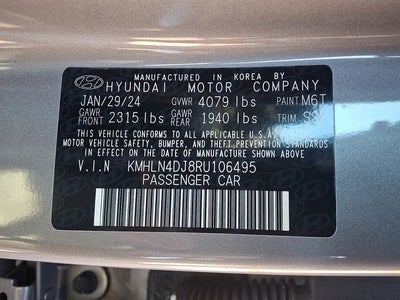 MANUFACTURED IN KOREA BY
HYUNDAI MOTOR COMPANY
JAN/29/24 GVWR 4079 lbs PAINT M6T
GAWR FRONT 2315 lbs GAWR REAR 1940 lbs TRIM SS
THIS VEHICLE CONFORMS TO ALL APPLICABLE U.S.A. FEDERAL
MOTOR VEHICLE SAFETY, BUMPER, AND THEFT PREVENTION
STANDARDS IN EFFECT ON THE DATE OF MANUFACTURE SHOWN ABOVE.
V.I.N KMHLN4DJ8RU106495
PASSENGER CAR